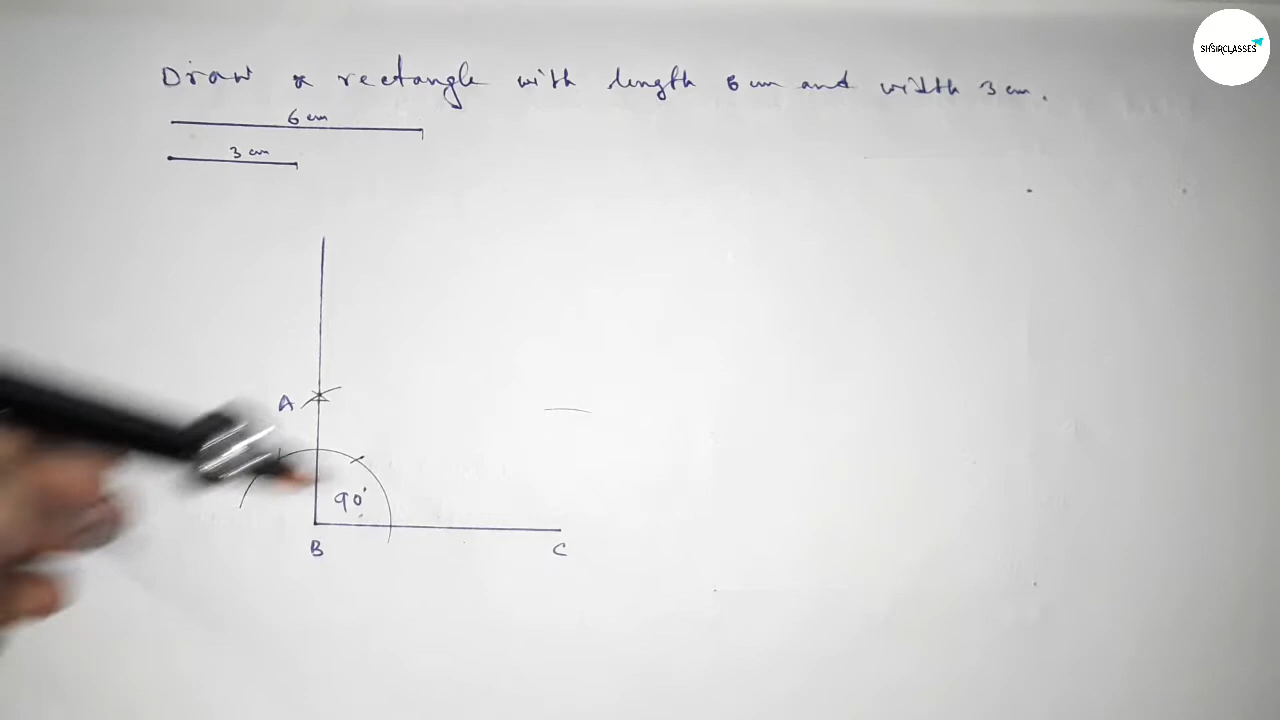 SHSIRCLASSES
Draw a rectangle with length 6 cm and width 3 cm.
6 cm
3 cm
A
90°
B
C